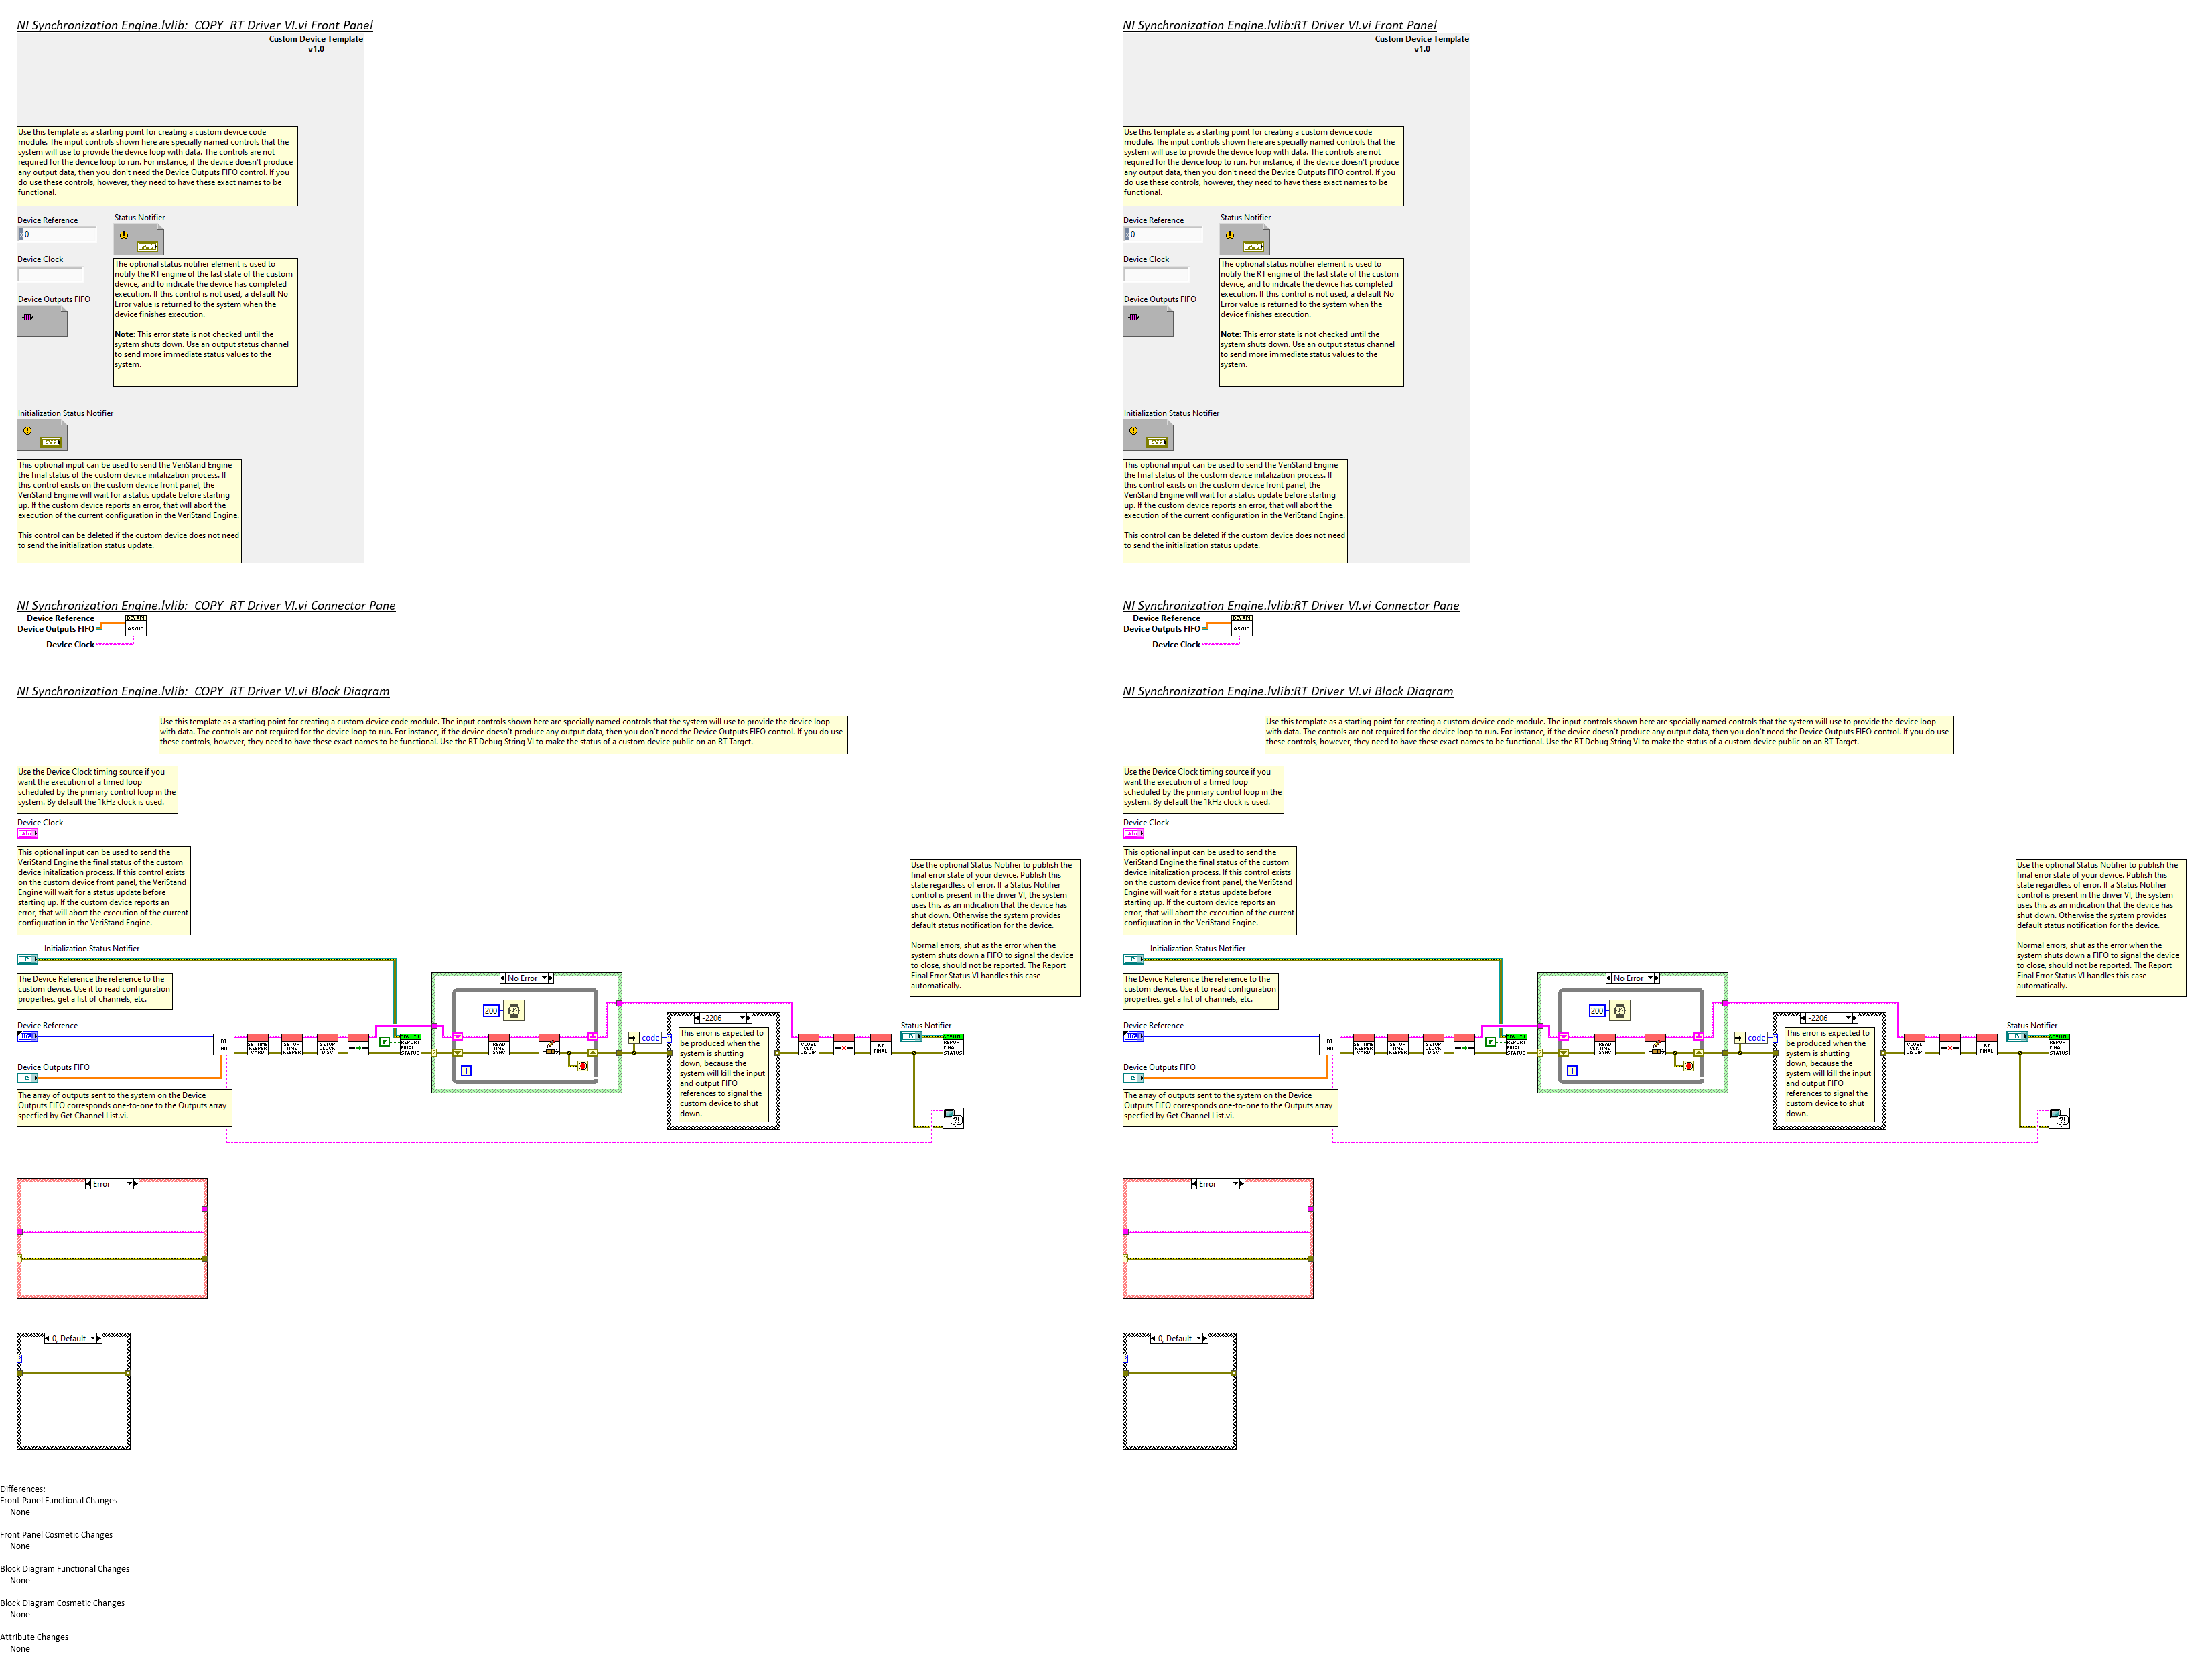 NI Synchronization Engine.lvlib:_COPY_RT Driver VI.vi Front Panel
Custom Device Template
v1.0
Use this template as a starting point for creating a custom device code
module. The input controls shown here are specially named controls that the
system will use to provide the device loop with data. The controls are not
required for the device loop to run. For instance, if the device doesn't produce
any output data, then you don't need the Device Outputs FIFO control. If you
do use these controls, however, they need to have these exact names to be
functional.
Device Reference
0
Status Notifier
Device Clock
The optional status notifier element is used to
notify the RT engine of the last state of the custom
device, and to indicate the device has completed
execution. If this control is not used, a default No
Error value is returned to the system when the
device finishes execution.
Note: This error state is not checked until the
system shuts down. Use an output status channel
to send more immediate status values to the
system.
Device Outputs FIFO
Initialization Status Notifier
This optional input can be used to send the VeriStand Engine
the final status of the custom device initalization process. If
this control exists on the custom device front panel, the
VeriStand Engine will wait for a status update before starting
up. If the custom device reports an error, that will abort the
execution of the current configuration in the VeriStand Engine.
This control can be deleted if the custom device does not need
to send the initialization status update.
NI Synchronization Engine.lvlib:_COPY_RT Driver VI.vi Connector Pane
Device Reference
Device Outputs FIFO
Device Clock
ASYNC
NI Synchronization Engine.lvlib:_COPY_RT Driver VI.vi Block Diagram
Use this template as a starting point for creating a custom device code module. The input controls shown here are specially named controls that the system will use to provide the device loop
with data. The controls are not required for the device loop to run. For instance, if the device doesn't produce any output data, then you don't need the Device Outputs FIFO control. If you do use
these controls, however, they need to have these exact names to be functional. Use the RT Debug String VI to make the status of a custom device public on an RT Target.
Use the Device Clock timing source if you
want the execution of a timed loop
scheduled by the primary control loop in the
system. By default the 1kHz clock is used.
Device Clock
This optional input can be used to send the
VeriStand Engine the final status of the custom
device initalization process. If this control exists
on the custom device front panel, the VeriStand
Engine will wait for a status update before
starting up. If the custom device reports an
error, that will abort the execution of the current
configuration in the VeriStand Engine.
Initialization Status Notifier
The Device Reference the reference to the
custom device. Use it to read configuration
properties, get a list of channels, etc.
Device Reference
Device Outputs FIFO
The array of outputs sent to the system on the Device
Outputs FIFO corresponds one-to-one to the Outputs array
specfied by Get Channel List.vi.
RT
INIT
SETTIME
KEEPER
CARD
SETUP
TIME
KEEPER
SETUP
CLOCK
DISC
F
REPORT
FINAL
STATUS
No Error
200
READ
TIME
SYNC
i
code
-2206
This error is expected to
be produced when the
system is shutting
down, because the
system will kill the input
and output FIFO
references to signal the
custom device to shut
down.
CLOSE
CLK
DISCIP
RT
FINAL
Status Notifier
REPORT
FINAL
STATUS
Use the optional Status Notifier to publish the
final error state of your device. Publish this
state regardless of error. If a Status Notifier
control is present in the driver VI, the system
uses this as an indication that the device has
shut down. Otherwise the system provides
default status notification for the device.
Normal errors, shut as the error when the
system shuts down a FIFO to signal the device
to close, should not be reported. The Report
Final Error Status VI handles this case
automatically.
Error
0, Default
Differences:
Front Panel Functional Changes
None
Front Panel Cosmetic Changes
None
Block Diagram Functional Changes
None
Block Diagram Cosmetic Changes
None
Attribute Changes
None
NI Synchronization Engine.lvlib:RT Driver VI.vi Front Panel
Custom Device Template
v1.0
Use this template as a starting point for creating a custom device code
module. The input controls shown here are specially named controls that the
system will use to provide the device loop with data. The controls are not
required for the device loop to run. For instance, if the device doesn't produce
any output data, then you don't need the Device Outputs FIFO control. If you
do use these controls, however, they need to have these exact names to be
functional.
Device Reference
0
Status Notifier
Device Clock
The optional status notifier element is used to
notify the RT engine of the last state of the custom
device, and to indicate the device has completed
execution. If this control is not used, a default No
Error value is returned to the system when the
device finishes execution.
Note: This error state is not checked until the
system shuts down. Use an output status channel
to send more immediate status values to the
system.
Device Outputs FIFO
Initialization Status Notifier
This optional input can be used to send the VeriStand Engine
the final status of the custom device initalization process. If
this control exists on the custom device front panel, the
VeriStand Engine will wait for a status update before starting
up. If the custom device reports an error, that will abort the
execution of the current configuration in the VeriStand Engine.
This control can be deleted if the custom device does not need
to send the initialization status update.
NI Synchronization Engine.lvlib:RT Driver VI.vi Connector Pane
Device Reference
Device Outputs FIFO
Device Clock
ASYNC
NI Synchronization Engine.lvlib:RT Driver VI.vi Block Diagram
Use this template as a starting point for creating a custom device code module. The input controls shown here are specially named controls that the system will use to provide the device loop
with data. The controls are not required for the device loop to run. For instance, if the device doesn't produce any output data, then you don't need the Device Outputs FIFO control. If you do use
these controls, however, they need to have these exact names to be functional. Use the RT Debug String VI to make the status of a custom device public on an RT Target.
Use the Device Clock timing source if you
want the execution of a timed loop
scheduled by the primary control loop in the
system. By default the 1kHz clock is used.
Device Clock
This optional input can be used to send the
VeriStand Engine the final status of the custom
device initalization process. If this control exists
on the custom device front panel, the VeriStand
Engine will wait for a status update before
starting up. If the custom device reports an
error, that will abort the execution of the current
configuration in the VeriStand Engine.
Initialization Status Notifier
The Device Reference the reference to the
custom device. Use it to read configuration
properties, get a list of channels, etc.
Device Reference
Device Outputs FIFO
The array of outputs sent to the system on the Device
Outputs FIFO corresponds one-to-one to the Outputs array
specfied by Get Channel List.vi.
RT
INIT
SETTIME
KEEPER
CARD
SETUP
TIME
KEEPER
SETUP
CLOCK
DISC
F
REPORT
FINAL
STATUS
No Error
200
READ
TIME
SYNC
i
code
-2206
This error is expected to
be produced when the
system is shutting
down, because the
system will kill the input
and output FIFO
references to signal the
custom device to shut
down.
CLOSE
CLK
DISCIP
RT
FINAL
Status Notifier
REPORT
FINAL
STATUS
Use the optional Status Notifier to publish the
final error state of your device. Publish this
state regardless of error. If a Status Notifier
control is present in the driver VI, the system
uses this as an indication that the device has
shut down. Otherwise the system provides
default status notification for the device.
Normal errors, shut as the error when the
system shuts down a FIFO to signal the device
to close, should not be reported. The Report
Final Error Status VI handles this case
automatically.
Error
0, Default